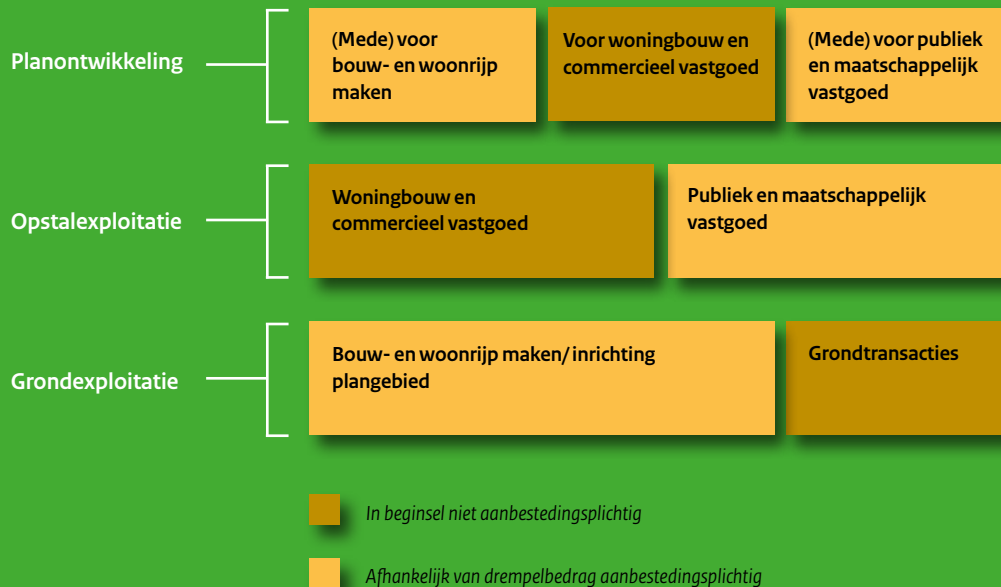 Planontwikkeling
(Mede) voor
bouw- en woonrijp
maken
Voor woningbouw en
commercieel vastgoed
(Mede) voor publiek
en maatschappelijk
vastgoed
Opstalexploitatie
Woningbouw en
commercieel vastgoed
Publiek en maatschappelijk
vastgoed
Grondexploitatie
Bouw- en woonrijp maken/ inrichting
plangebied
Grondtransacties
In beginsel niet aanbestedingsplichtig
Afhankelijk van drempelbedrag aanbestedingsplichtig